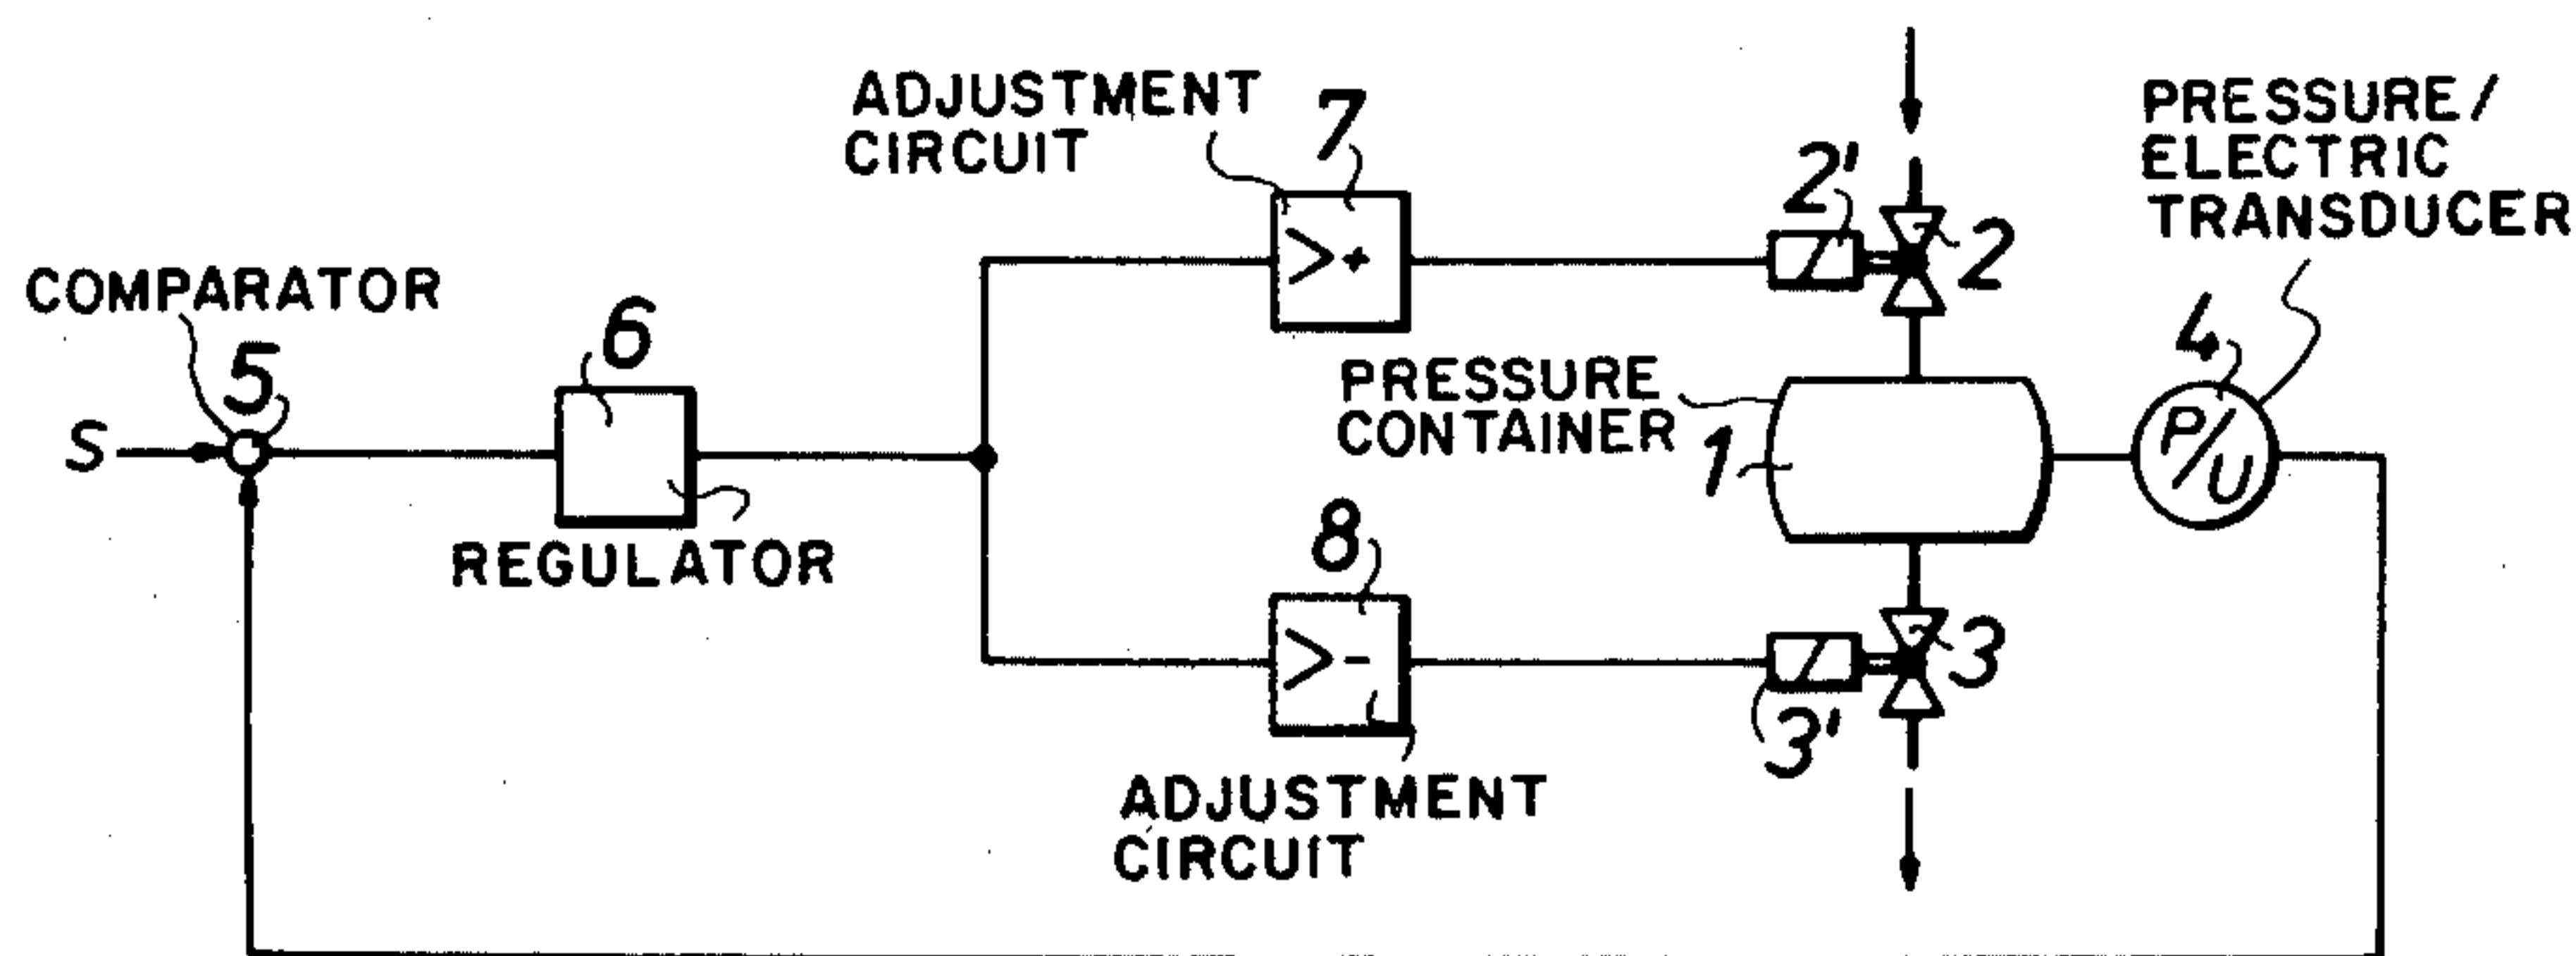 ADJUSTMENT
CIRCUIT
7
2'
2
PRESSURE/
ELECTRIC
TRANSDUCER
COMPARATOR
5
S
6
REGULATOR
PRESSURE
CONTAINER
1
4
P/U
>+
8
>-
3
3'
ADJUSTMENT
CIRCUIT